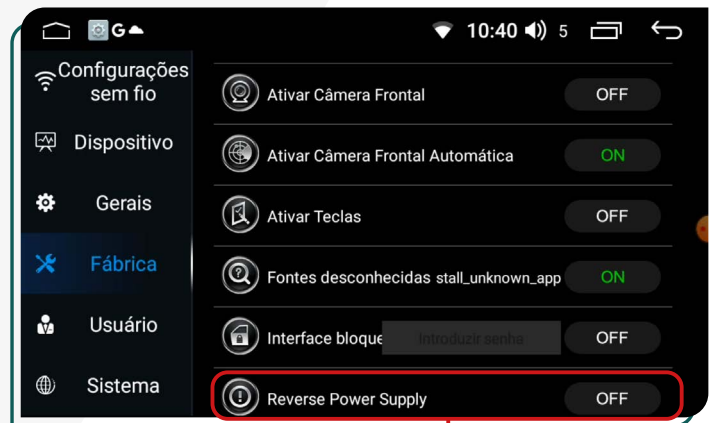 G
10:40
5
Configurações
sem fio
Dispositivo
Gerais
Fábrica
Usuário
Sistema
Ativar Câmera Frontal OFF
Ativar Câmera Frontal Automática ON
Ativar Teclas OFF
Fontes desconhecidas stall_unknown_app ON
Interface bloque Introduzir senha OFF
Reverse Power Supply OFF